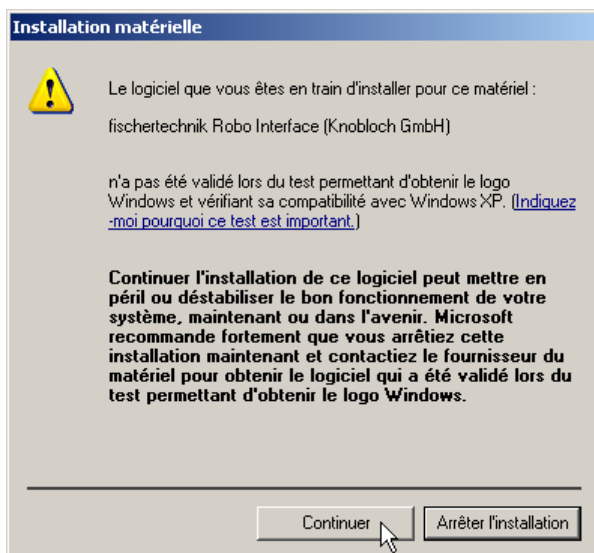 Installation matérielle
Le logiciel que vous êtes en train d'installer pour ce matériel :
fischertechnik Robo Interface (Knobloch GmbH)
n'a pas été validé lors du test permettant d'obtenir le logo
Windows et vérifiant sa compatibilité avec Windows XP. (Indiquez
-moi pourquoi ce test est important.)
Continuer l'installation de ce logiciel peut mettre en
péril ou déstabiliser le bon fonctionnement de votre
système, maintenant ou dans l'avenir. Microsoft
recommande fortement que vous arrêtiez cette
installation maintenant et contactiez le fournisseur du
matériel pour obtenir le logiciel qui a été validé lors du
test permettant d'obtenir le logo Windows.
Continuer
Arrêter l'installation